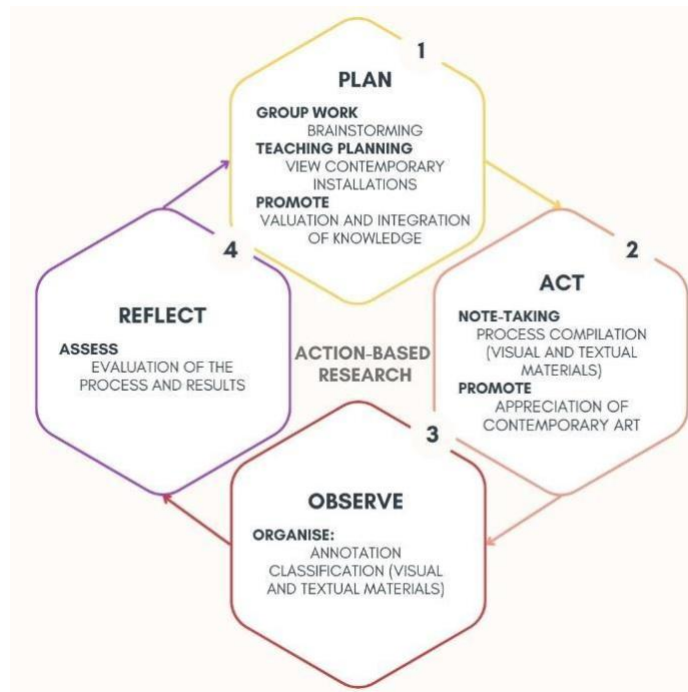 1
PLAN
GROUP WORK
BRAINSTORMING
TEACHING PLANNING
VIEW CONTEMPORARY
INSTALLATIONS
PROMOTE
VALUATION AND INTEGRATION
OF KNOWLEDGE
2
ACT
NOTE-TAKING
PROCESS COMPILATION
(VISUAL AND TEXTUAL
MATERIALS)
PROMOTE
APPRECIATION OF
CONTEMPORARY ART
3
OBSERVE
ORGANISE:
ANNOTATION
CLASSIFICATION (VISUAL
AND TEXTUAL MATERIALS)
4
REFLECT
ASSESS
EVALUATION OF THE
PROCESS AND RESULTS
ACTION-BASED
RESEARCH